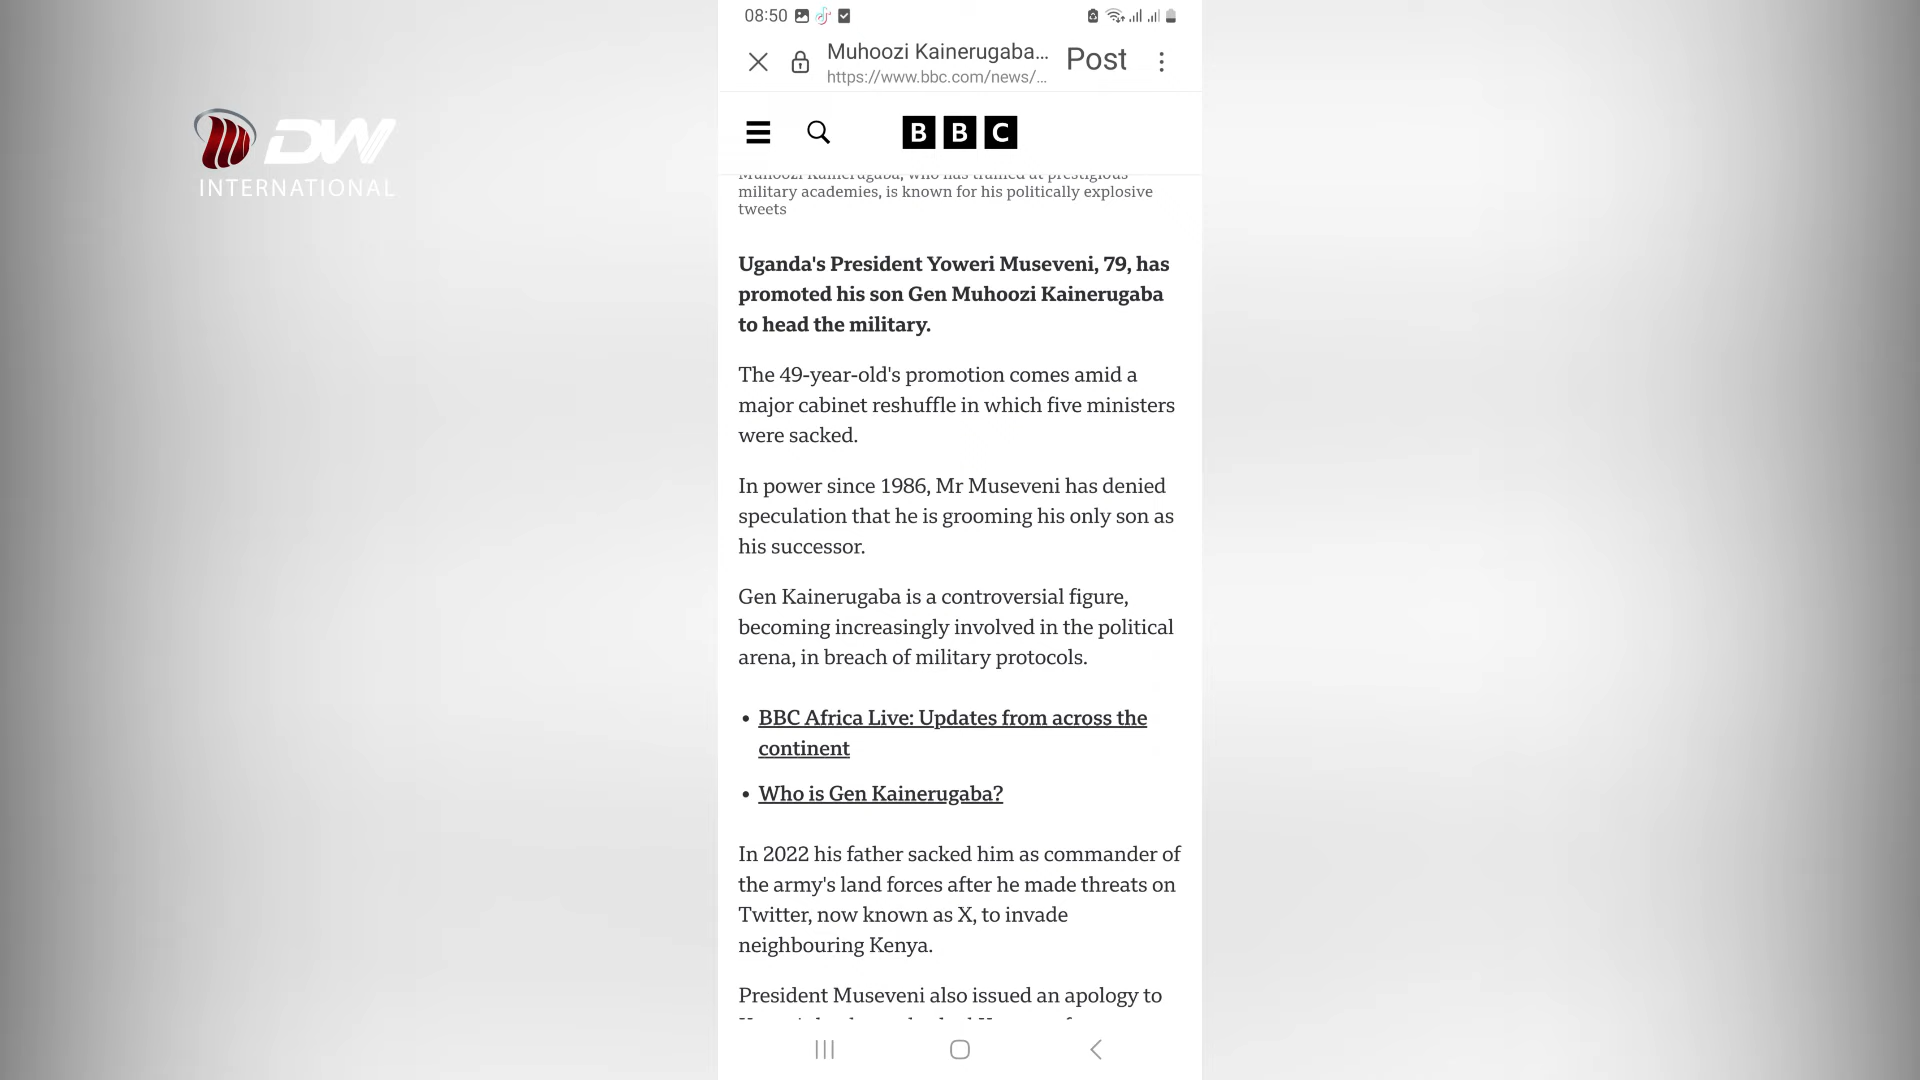 08:50
Muhoozi Kainerugaba...
https://www.bbc.com/news/...
Post
DW
INTERNATIONAL
BBC
Muhoozi Kainerugaba, who has trained at prestigious
military academies, is known for his politically explosive
tweets
Uganda's President Yoweri Museveni, 79, has
promoted his son Gen Muhoozi Kainerugaba
to head the military.
The 49-year-old's promotion comes amid a
major cabinet reshuffle in which five ministers
were sacked.
In power since 1986, Mr Museveni has denied
speculation that he is grooming his only son as
his successor.
Gen Kainerugaba is a controversial figure,
becoming increasingly involved in the political
arena, in breach of military protocols.
• BBC Africa Live: Updates from across the
continent
• Who is Gen Kainerugaba?
In 2022 his father sacked him as commander of
the army's land forces after he made threats on
Twitter, now known as X, to invade
neighbouring Kenya.
President Museveni also issued an apology to